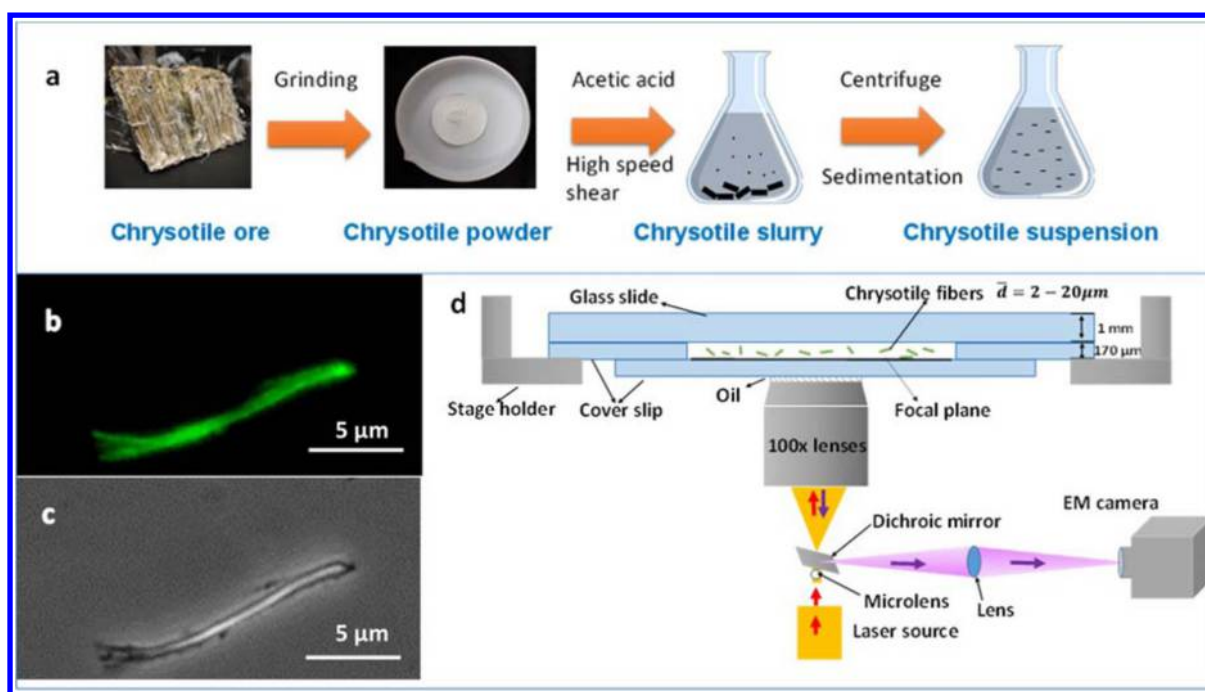 a
Grinding
Acetic acid
Centrifuge
High speed
shear
Sedimentation
Chrysotile ore
Chrysotile powder
Chrysotile slurry
Chrysotile suspension
b
5 μm
c
5 μm
d
Glass slide
Chrysotile fibers d̅ = 2 − 20μm
1 mm
170 μm
Stage holder
Cover slip
Oil
Focal plane
100x lenses
EM camera
Dichroic mirror
Microlens
Lens
Laser source